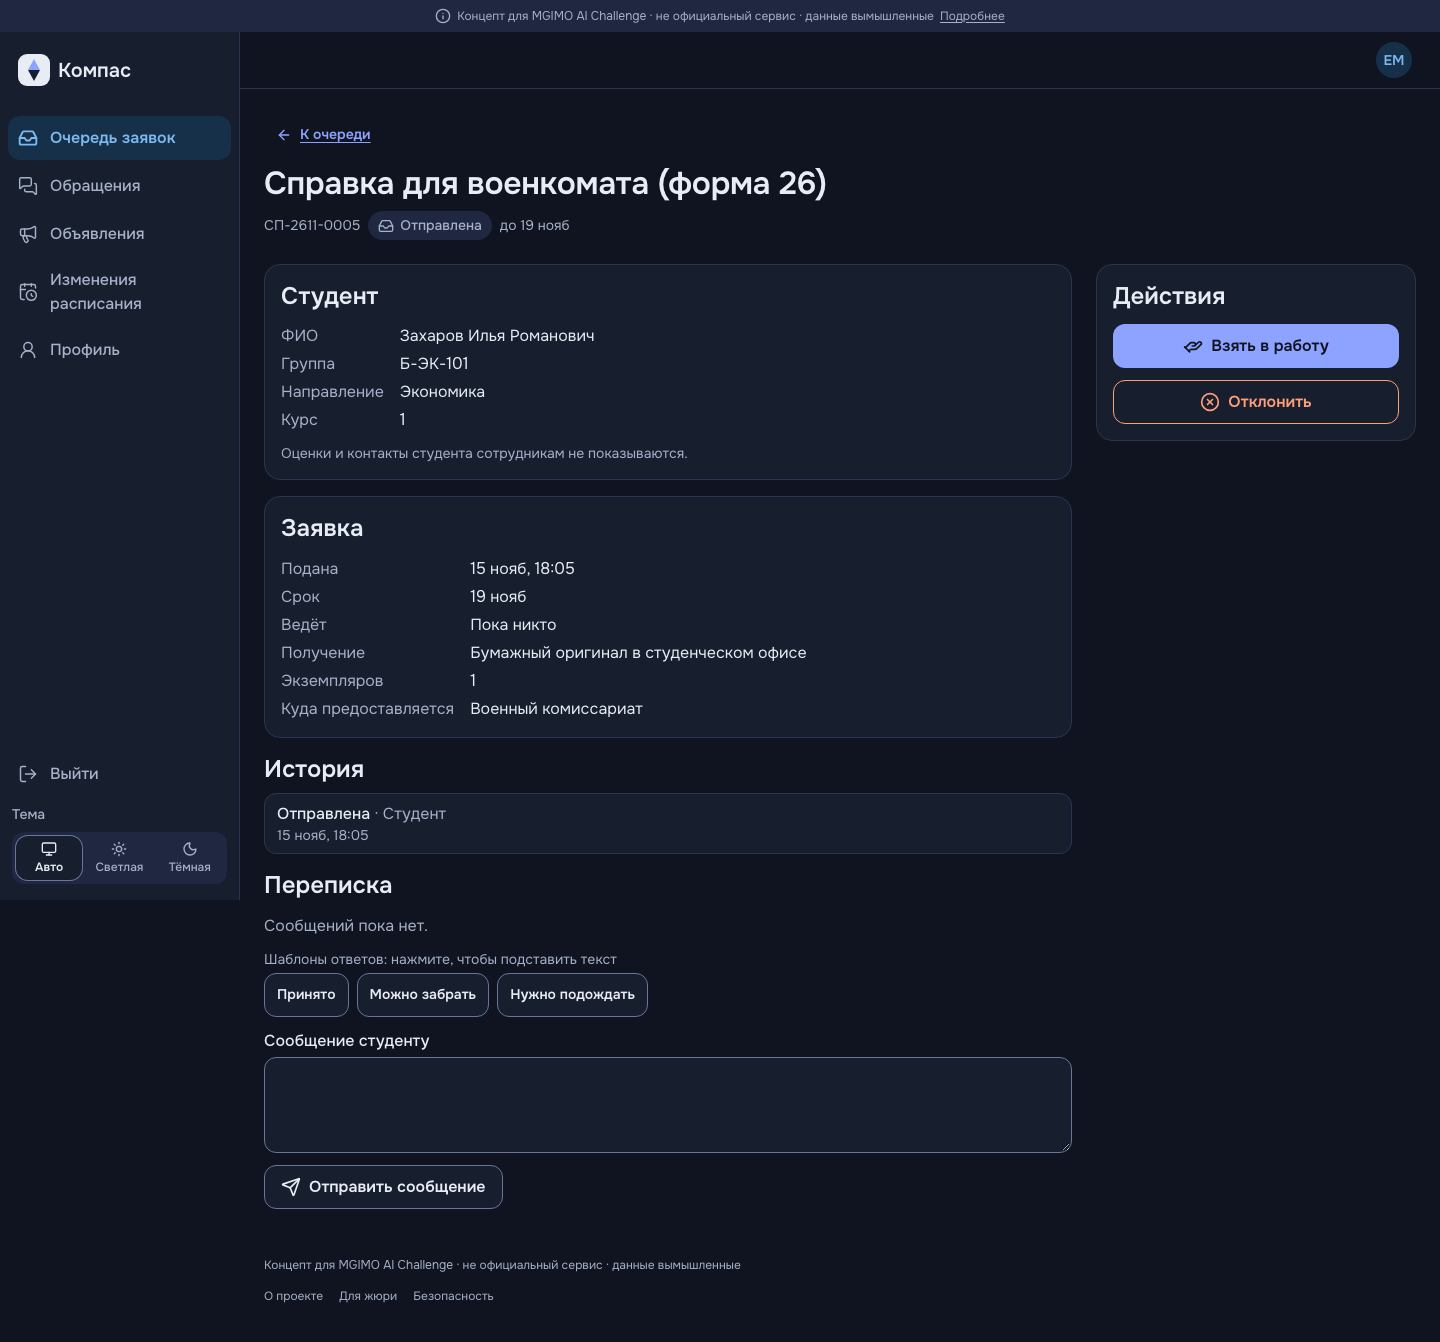 Концепт для MGIMO AI Challenge · не официальный сервис · данные вымышленные Подробнее
Компас
ЕМ
Очередь заявок
Обращения
Объявления
Изменения
расписания
Профиль
Выйти
Тема
Авто
Светлая
Тёмная
К очереди
Справка для военкомата (форма 26)
СП-2611-0005 Отправлена до 19 нояб
Студент
ФИО Захаров Илья Романович
Группа Б-ЭК-101
Направление Экономика
Курс 1
Оценки и контакты студента сотрудникам не показываются.
Действия
Взять в работу
Отклонить
Заявка
Подана 15 нояб, 18:05
Срок 19 нояб
Ведёт Пока никто
Получение Бумажный оригинал в студенческом офисе
Экземпляров 1
Куда предоставляется Военный комиссариат
История
Отправлена · Студент
15 нояб, 18:05
Переписка
Сообщений пока нет.
Шаблоны ответов: нажмите, чтобы подставить текст
Принято
Можно забрать
Нужно подождать
Сообщение студенту
Отправить сообщение
Концепт для MGIMO AI Challenge · не официальный сервис · данные вымышленные
О проекте Для жюри Безопасность